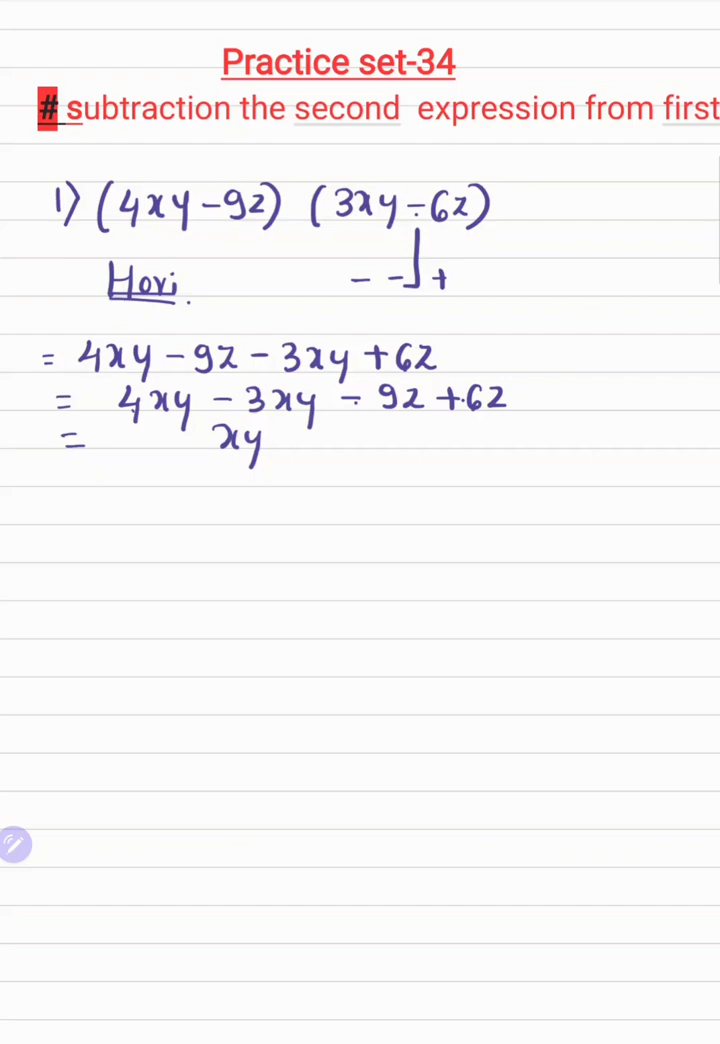 Practice set-34
# subtraction the second expression from first
1) (4xy - 9z) (3xy - 6z)
Hori.
- - +
= 4xy - 9z - 3xy + 6z
= 4xy - 3xy - 9z + 6z
= xy